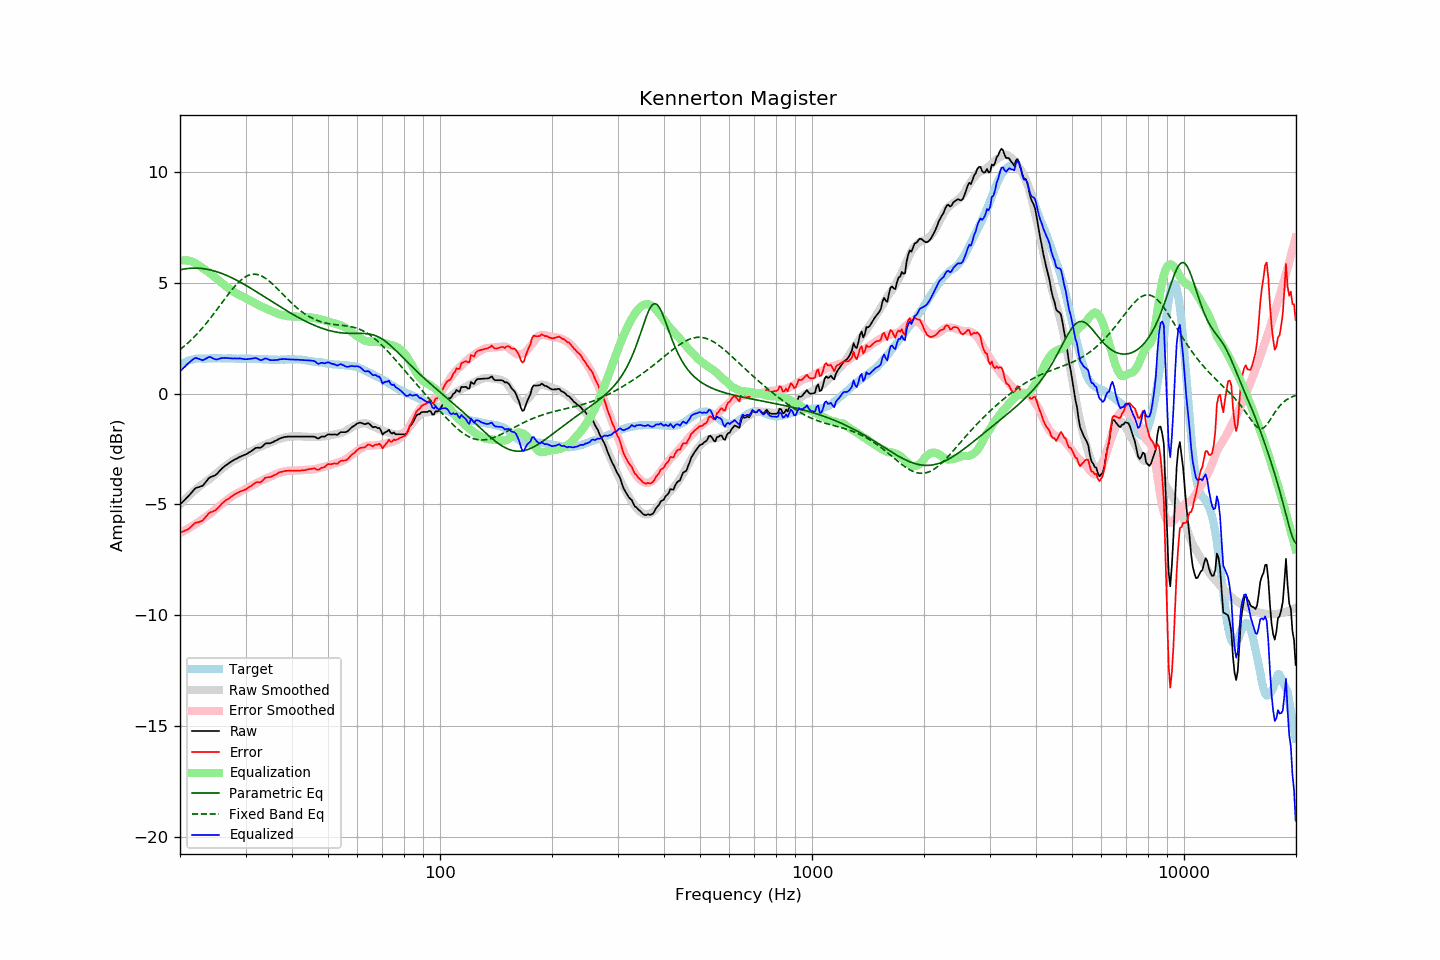 Kennerton Magister
10
5
0
−5
−10
−15
−20
Amplitude (dBr)
Target
Raw Smoothed
Error Smoothed
Raw
Error
Equalization
Parametric Eq
Fixed Band Eq
Equalized
100
1000
10000
Frequency (Hz)